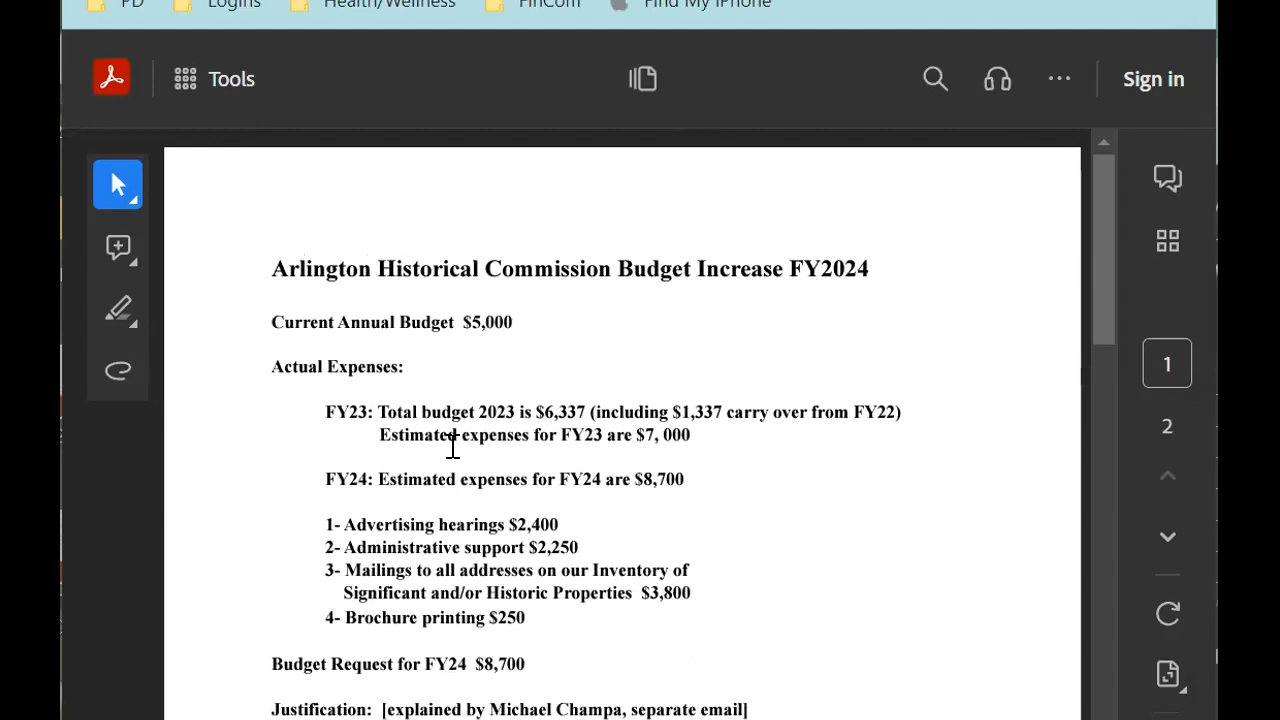 PD Logins Health/Wellness FinCom Find My iPhone
Tools Sign in
Arlington Historical Commission Budget Increase FY2024
Current Annual Budget $5,000
Actual Expenses:
FY23: Total budget 2023 is $6,337 (including $1,337 carry over from FY22)
Estimated expenses for FY23 are $7, 000
FY24: Estimated expenses for FY24 are $8,700
1- Advertising hearings $2,400
2- Administrative support $2,250
3- Mailings to all addresses on our Inventory of
Significant and/or Historic Properties $3,800
4- Brochure printing $250
Budget Request for FY24 $8,700
Justification: [explained by Michael Champa, separate email]
1
2